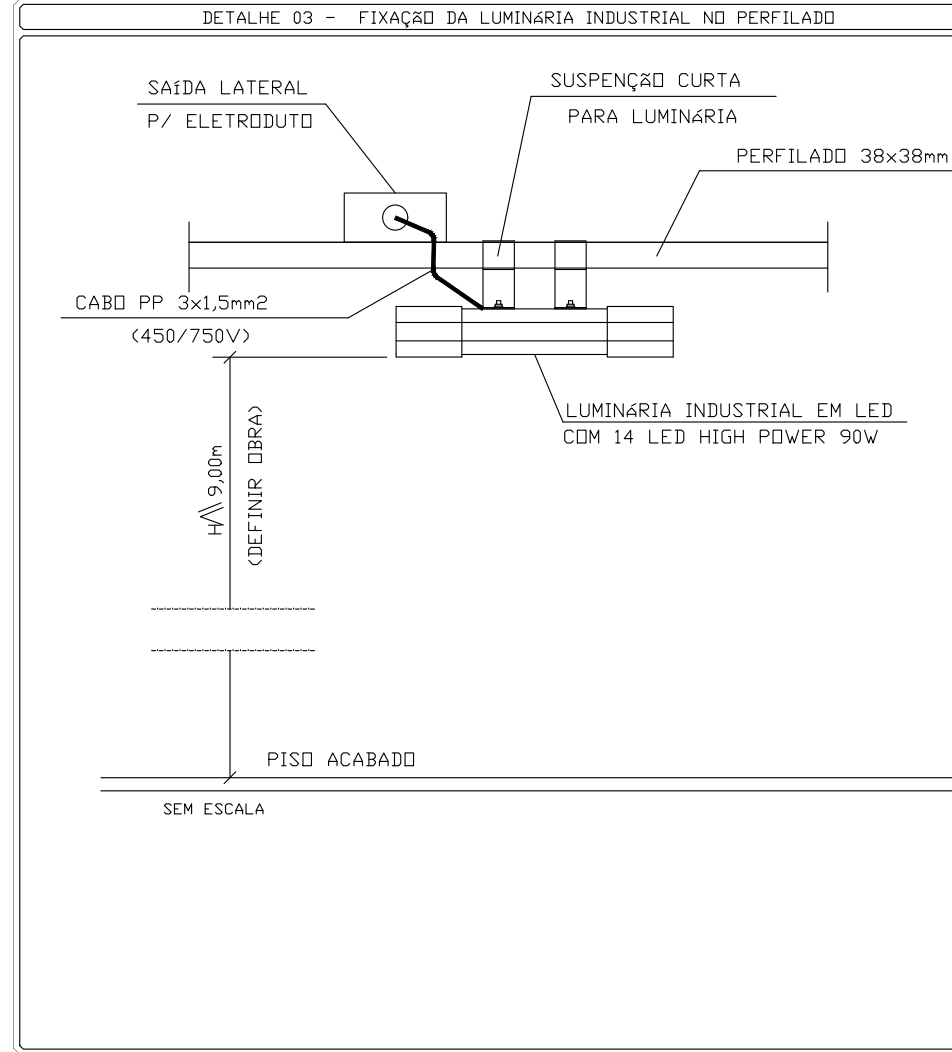 DETALHE 03 - FIXAÇÃO DA LUMINÁRIA INDUSTRIAL NO PERFILADO
SAÍDA LATERAL
P/ ELETRODUTO
SUSPENÇÃO CURTA
PARA LUMINÁRIA
PERFILADO 38x38mm
CABO PP 3x1,5mm2
(450/750V)
LUMINÁRIA INDUSTRIAL EM LED
COM 14 LED HIGH POWER 90W
H/\\ 9,00m
(DEFINIR OBRA)
PISO ACABADO
SEM ESCALA